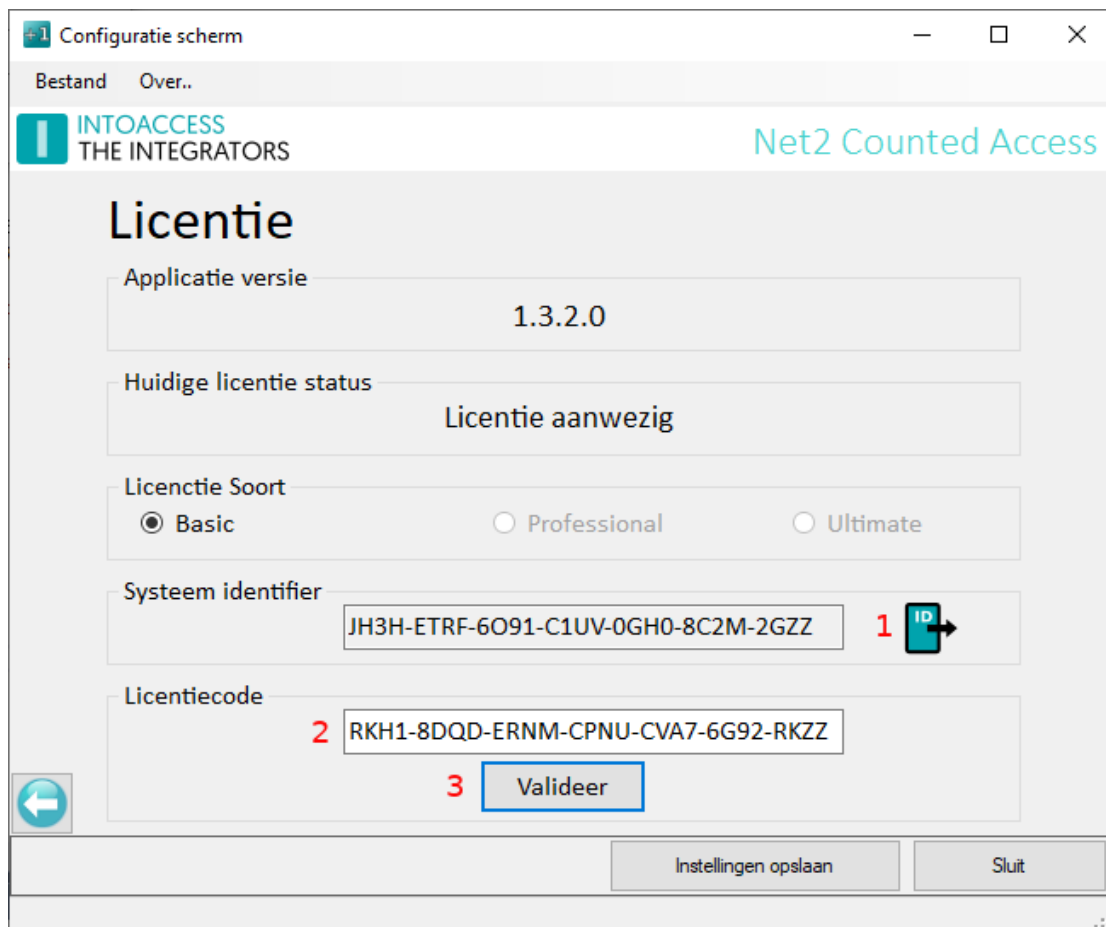 +1 Configuratie scherm
Bestand Over..
INTOACCESS
THE INTEGRATORS
Net2 Counted Access
Licentie
Applicatie versie
1.3.2.0
Huidige licentie status
Licentie aanwezig
Licenctie Soort
Basic Professional Ultimate
Systeem identifier
JH3H-ETRF-6O91-C1UV-0GH0-8C2M-2GZZ 1 ID
Licentiecode
2 RKH1-8DQD-ERNM-CPNU-CVA7-6G92-RKZZ
3 Valideer
Instellingen opslaan Sluit